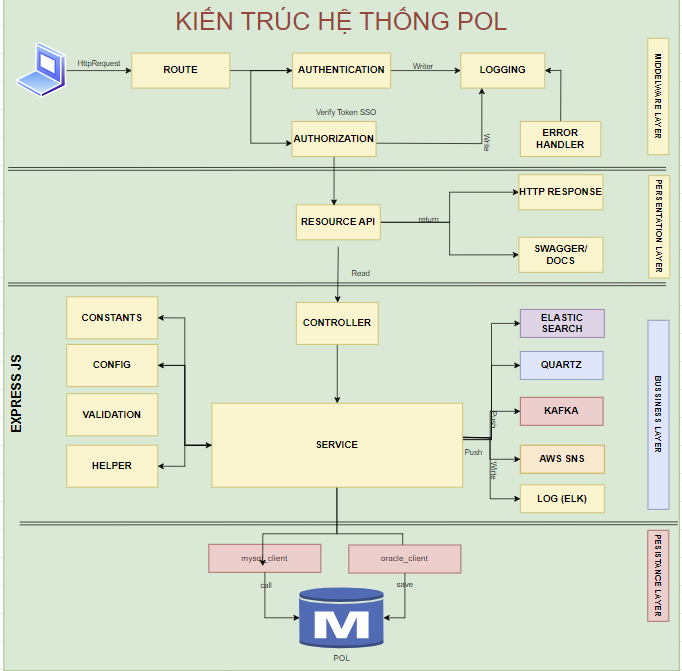 KIẾN TRÚC HỆ THỐNG POL
HttpRequest
ROUTE
AUTHENTICATION
Writer
LOGGING
MIDDELWARE LAYER
Verify Token SSO
AUTHORIZATION
Write
ERROR
HANDLER
RESOURCE API
return
HTTP RESPONSE
SWAGGER/
DOCS
PERSENTATION LAYER
Read
EXPRESS JS
CONSTANTS
CONFIG
VALIDATION
HELPER
CONTROLLER
SERVICE
Push
Push
Write
ELASTIC
SEARCH
QUARTZ
KAFKA
AWS SNS
LOG (ELK)
BUSSINESS LAYER
mysql_client
oracle_client
call
save
M
POL
PESISTANCE LAYER